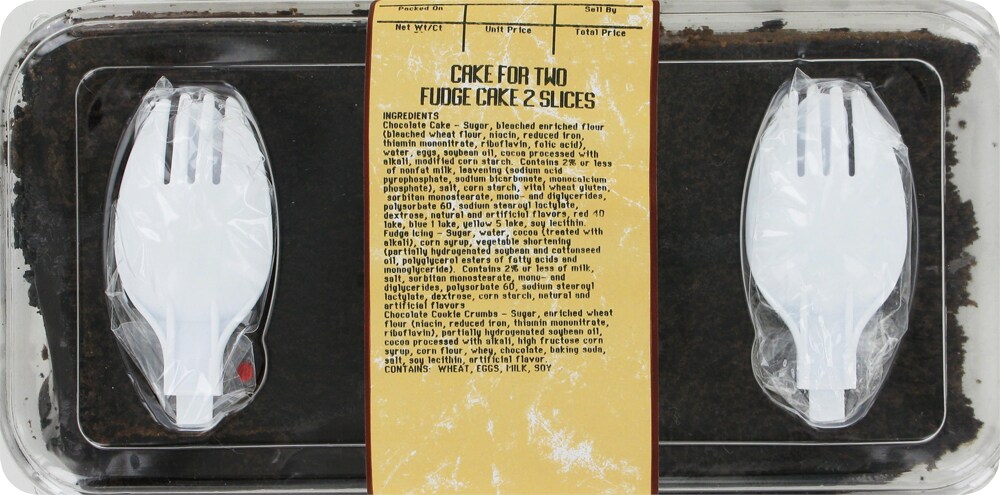 Packed On
Sell By
Net Wt/Ct
Unit Price
Total Price
CAKE FOR TWO
FUDGE CAKE 2 SLICES
INGREDIENTS
Chocolate Cake - Sugar, bleached enriched flour
(bleached wheat flour, niacin, reduced iron,
thiamin mononitrate, riboflavin, folic acid),
water, eggs, soybean oil, cocoa processed with
alkali, modified corn starch. Contains 2% or less
of nonfat milk, leavening (sodium acid
pyrophosphate, sodium bicarbonate, monocalcium
phosphate), salt, corn starch, vital wheat gluten,
sorbitan monostearate, mono- and diglycerides,
polysorbate 60, sodium stearoyl lactylate,
dextrose, natural and artificial flavors, red 40
lake, blue 1 lake, yellow 5 lake, soy lecithin.
Fudge Icing - Sugar, water, cocoa (treated with
alkali), corn syrup, vegetable shortening
(partially hydrogenated soybean and cottonseed
oil, polyglycerol esters of fatty acids and
monoglyceride). Contains 2% or less of milk,
salt, sorbitan monostearate, mono- and
diglycerides, polysorbate 60, sodium stearoyl
lactylate, dextrose, corn starch, natural and
artificial flavors
Chocolate Cookie Crumbs - Sugar, enriched wheat
flour (niacin, reduced iron, thiamin mononitrate,
riboflavin), partially hydrogenated soybean oil,
cocoa processed with alkali, high fructose corn
syrup, corn flour, whey, chocolate, baking soda,
salt, soy lecithin, artificial flavor.
CONTAINS: WHEAT, EGGS, MILK, SOY